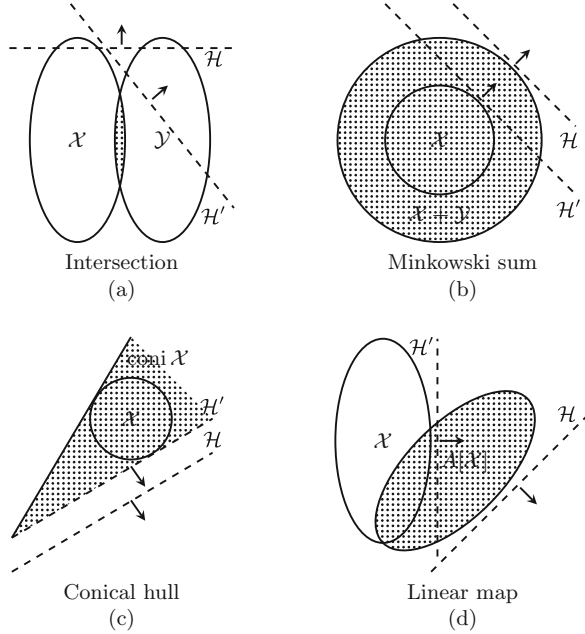 ℋ
𝒳
𝒴
ℋ′
Intersection
(a)
𝒳
ℋ
ℋ′
𝒳 − 𝒴
Minkowski sum
(b)
coni 𝒳
𝒳
ℋ′
ℋ
Conical hull
(c)
ℋ′
ℋ
𝒳
A[𝒳]
Linear map
(d)